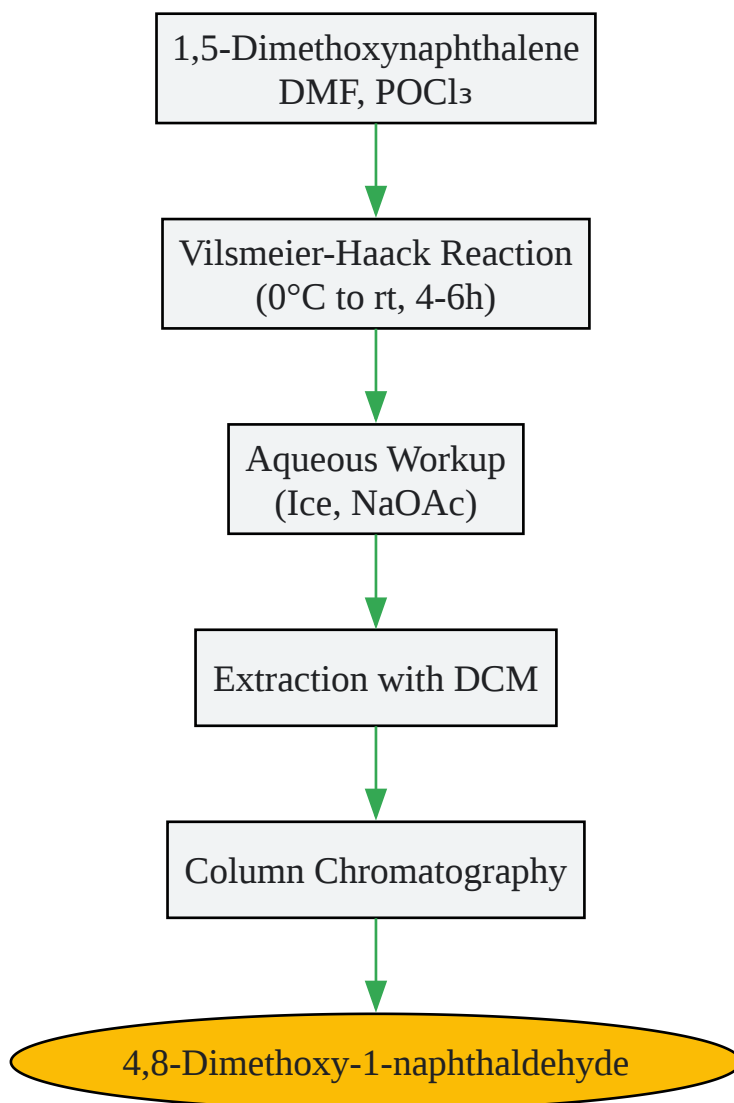 1,5-Dimethoxynaphthalene
DMF, POCl₃
Vilsmeier-Haack Reaction
(0°C to rt, 4-6h)
Aqueous Workup
(Ice, NaOAc)
Extraction with DCM
Column Chromatography
4,8-Dimethoxy-1-naphthaldehyde